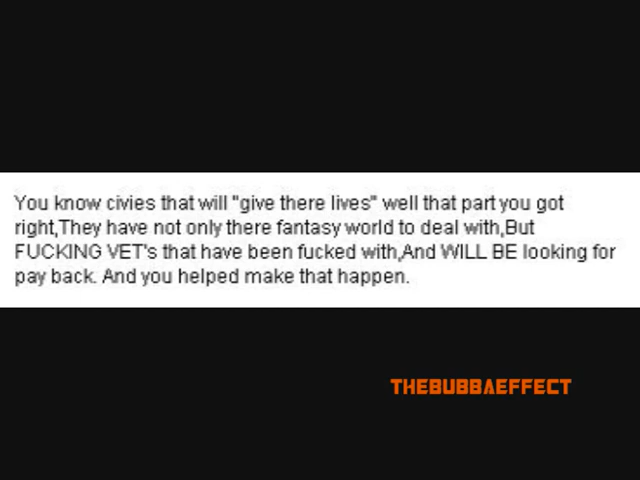 You know civies that will "give there lives" well that part you got
right,They have not only there fantasy world to deal with,But
FUCKING VET's that have been fucked with,And WILL BE looking for
pay back. And you helped make that happen.
THEBUBBAEFFECT